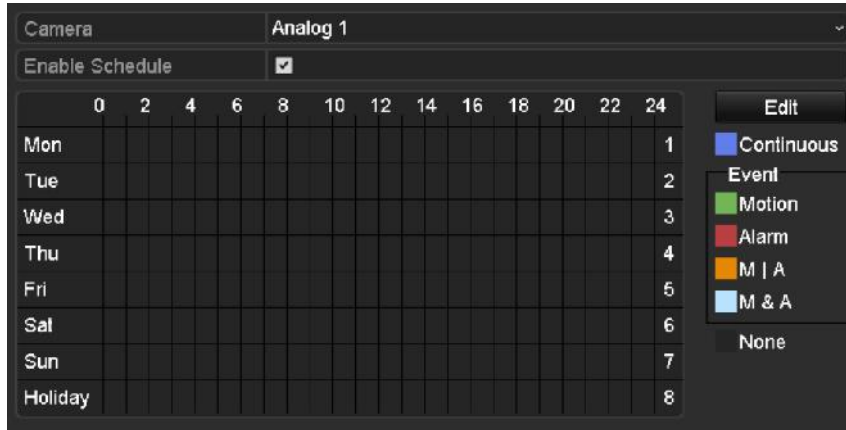 Camera Analog 1
Enable Schedule
0 2 4 6 8 10 12 14 16 18 20 22 24
Edit
Mon 1
Continuous
Tue 2
Event
Wed 3
Motion
Thu 4
Alarm
Fri 5
M | A
Sat 6
M & A
Sun 7
None
Holiday 8